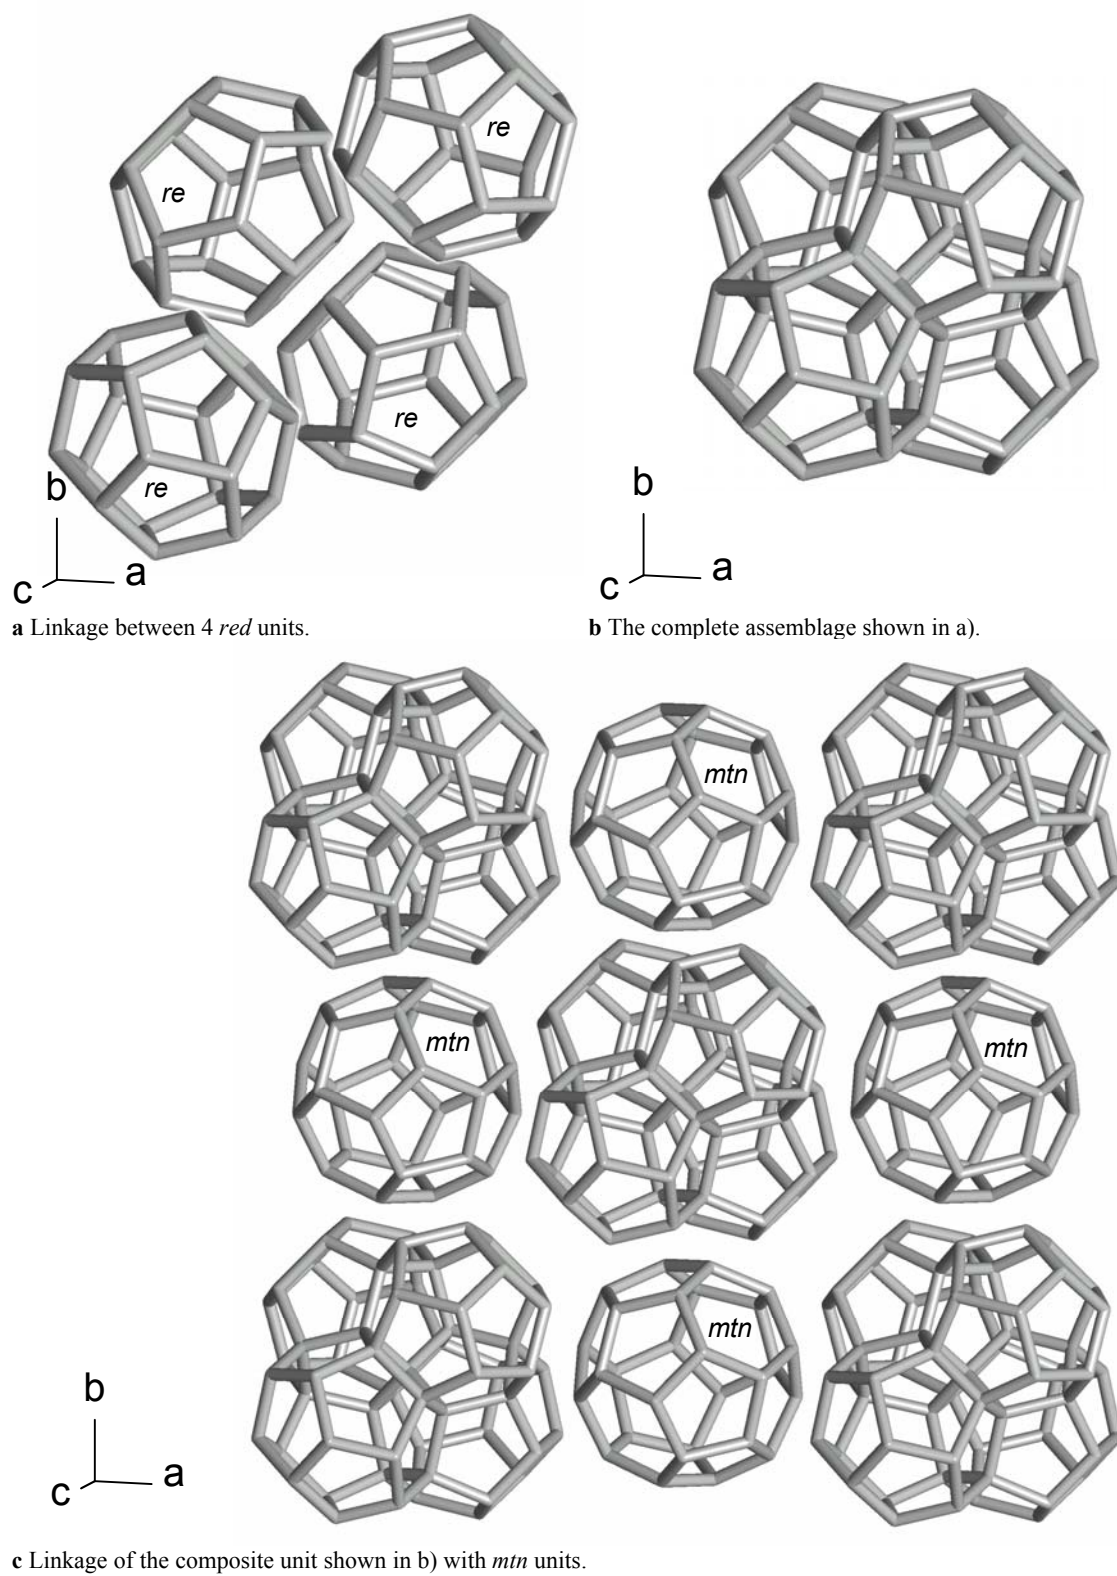 re
re
re
re
b
a
c
b
a
c
a Linkage between 4 red units.
b The complete assemblage shown in a).
mtn
mtn
mtn
mtn
b
a
c
c Linkage of the composite unit shown in b) with mtn units.